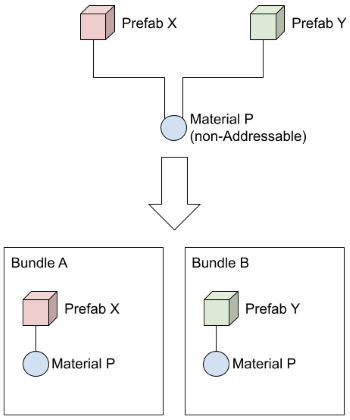 Prefab X
Prefab Y
Material P
(non-Addressable)
Bundle A
Bundle B
Prefab X
Prefab Y
Material P
Material P